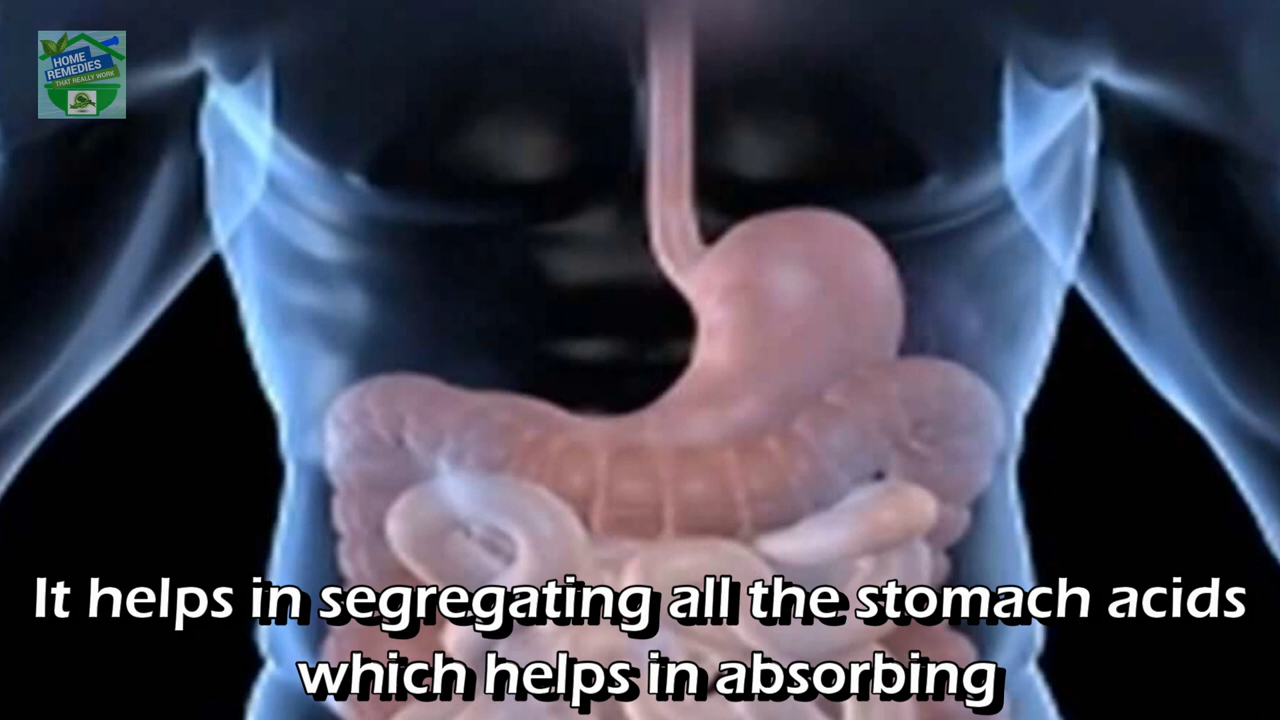 HOME
REMEDIES
THAT REALLY WORK
It helps in segregating all the stomach acids
which helps in absorbing